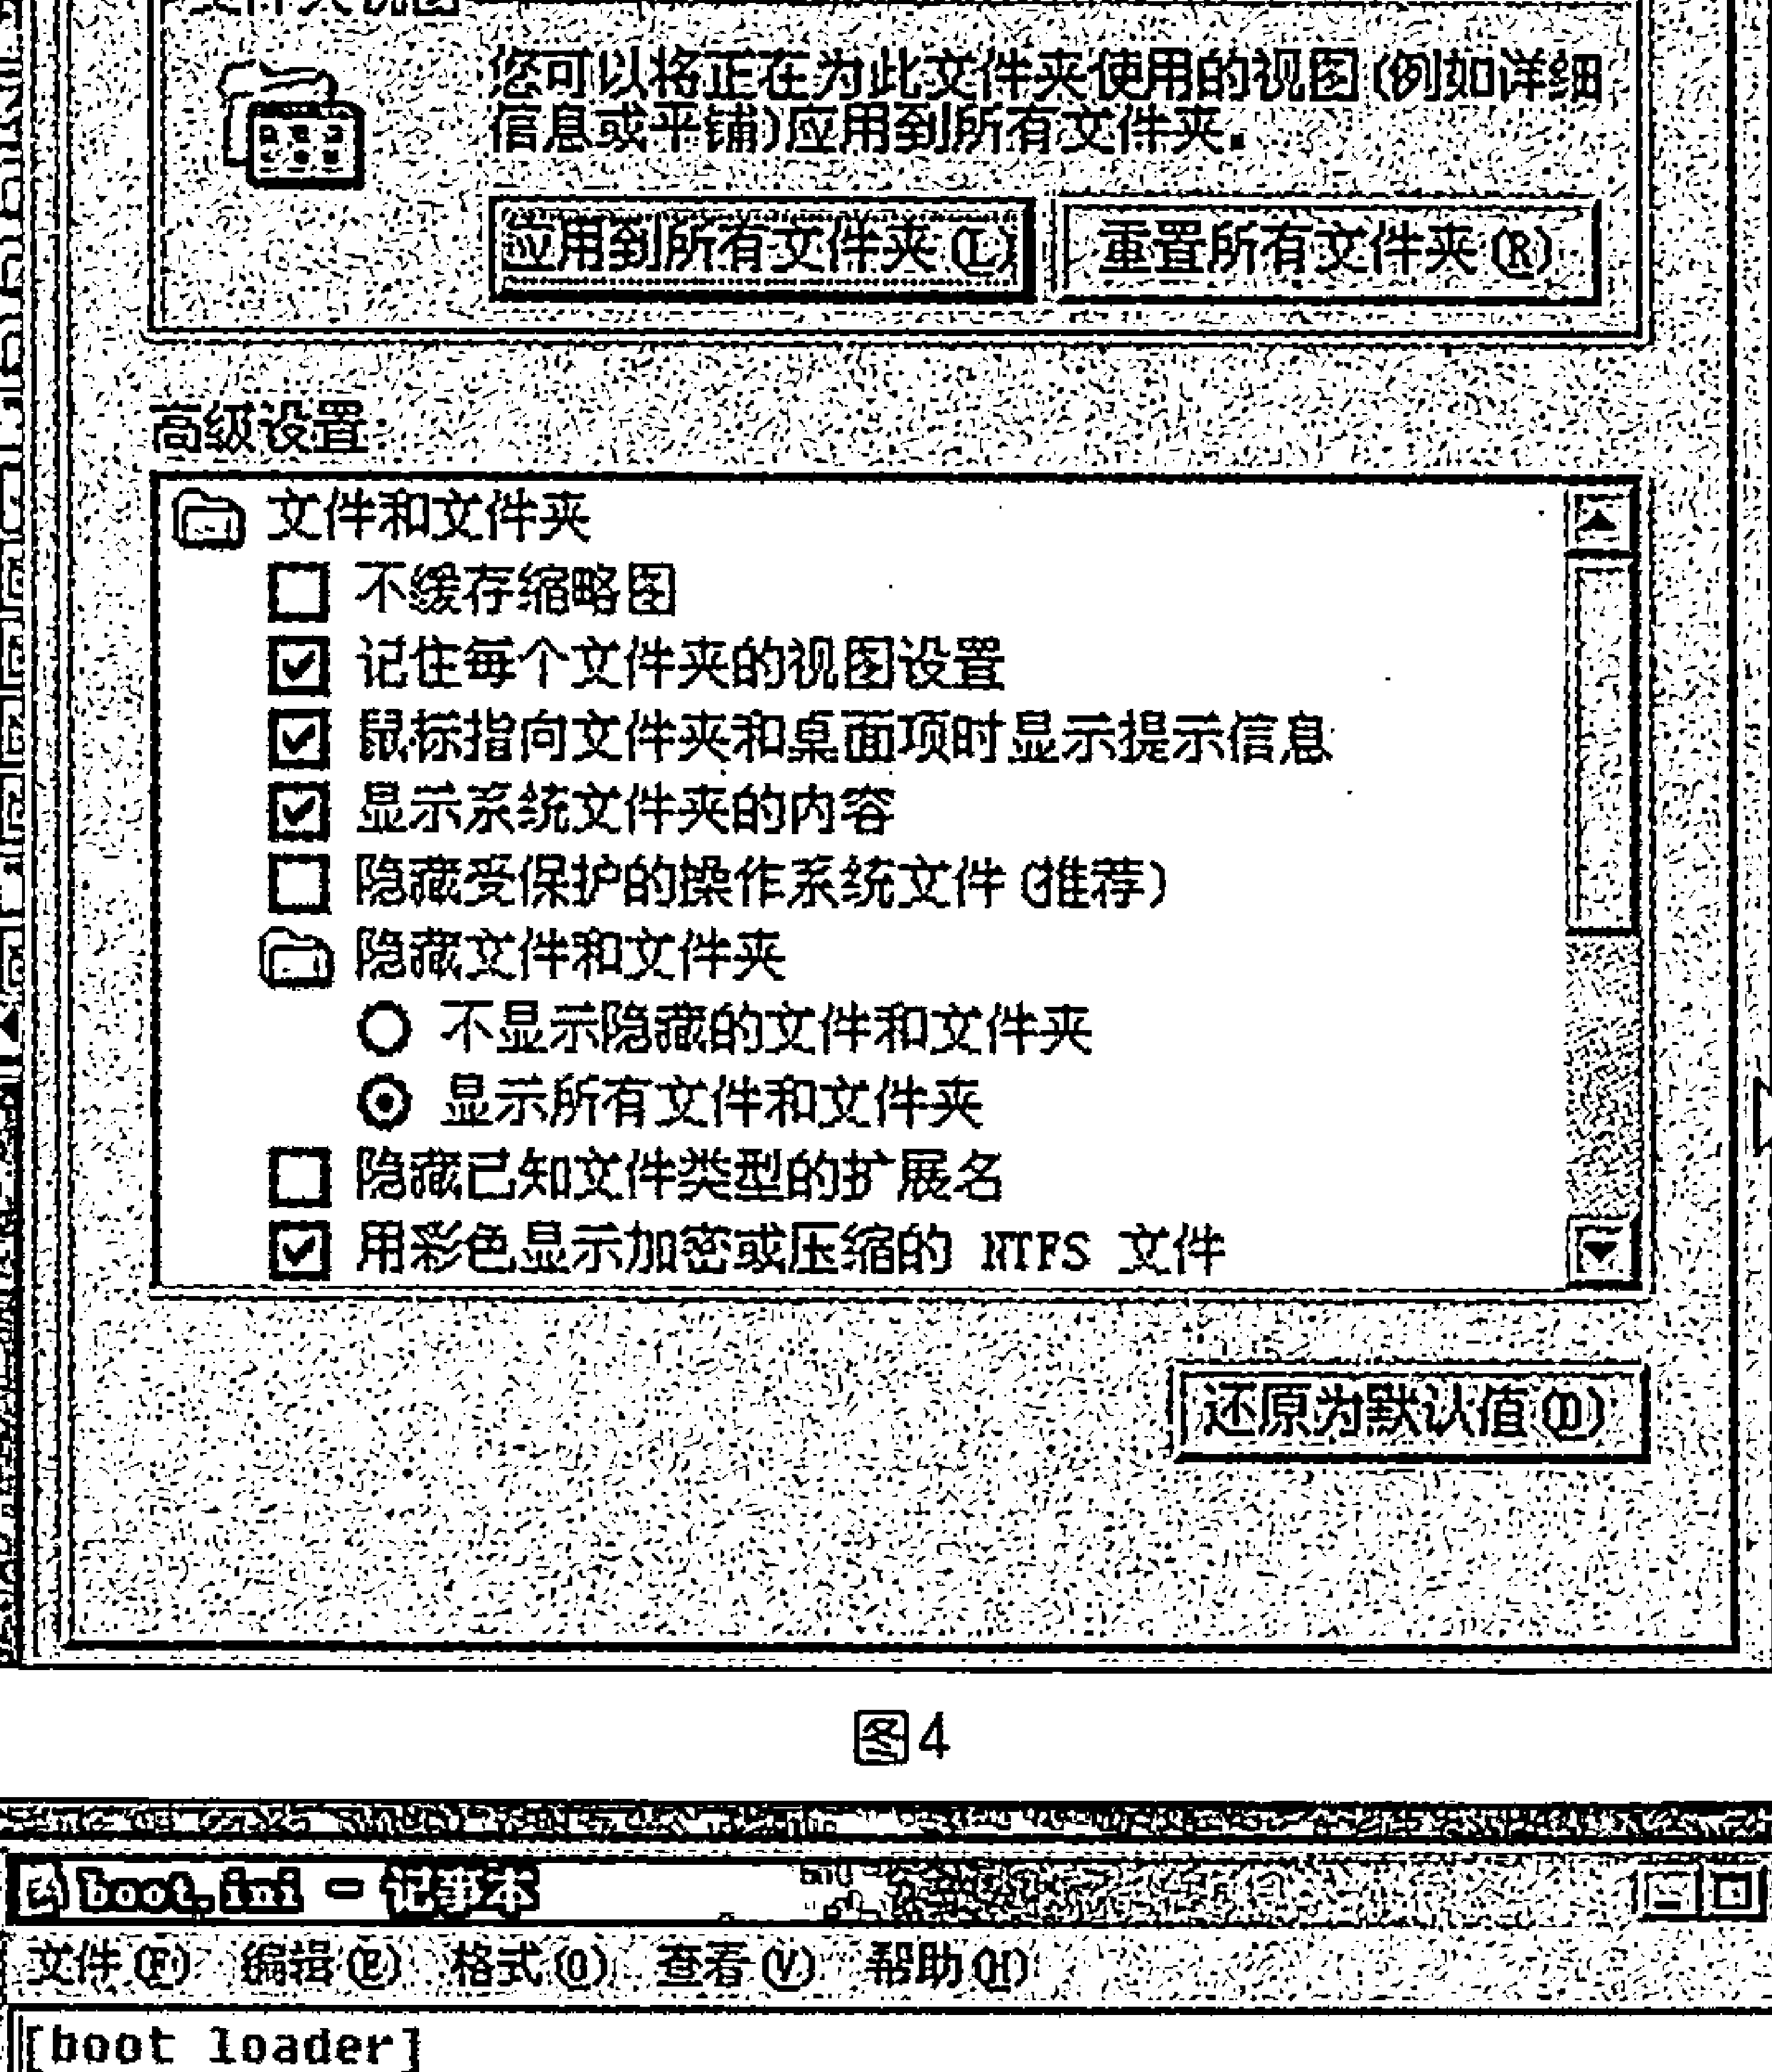 文件夹视图
您可以将正在为此文件夹使用的视图(例如详细
信息或平铺)应用到所有文件夹。
应用到所有文件夹(L) 重置所有文件夹(R)
高级设置:
文件和文件夹
不缓存缩略图
记住每个文件夹的视图设置
鼠标指向文件夹和桌面项时显示提示信息
显示系统文件夹的内容
隐藏受保护的操作系统文件(推荐)
隐藏文件和文件夹
不显示隐藏的文件和文件夹
显示所有文件和文件夹
隐藏已知文件类型的扩展名
用彩色显示加密或压缩的 NTFS 文件
还原为默认值(D)
图4
boot.ini - 记事本
文件(F) 编辑(E) 格式(O) 查看(V) 帮助(H)
[boot loader]